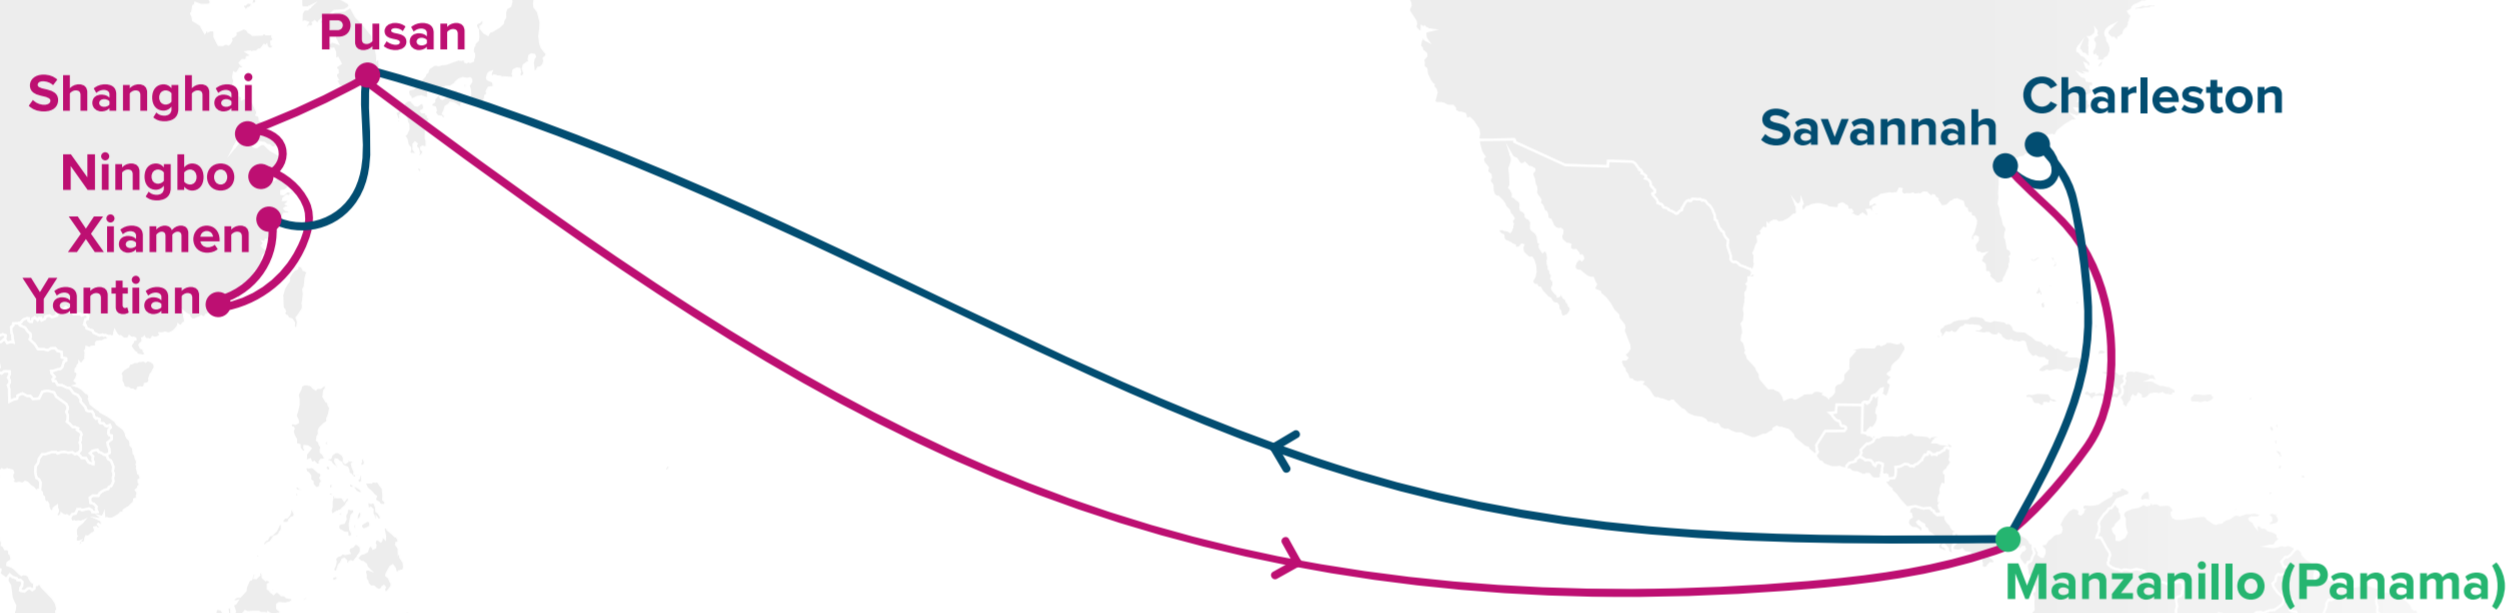 Pusan
Shanghai
Ningbo
Xiamen
Yantian
Charleston
Savannah
Manzanillo (Panama)